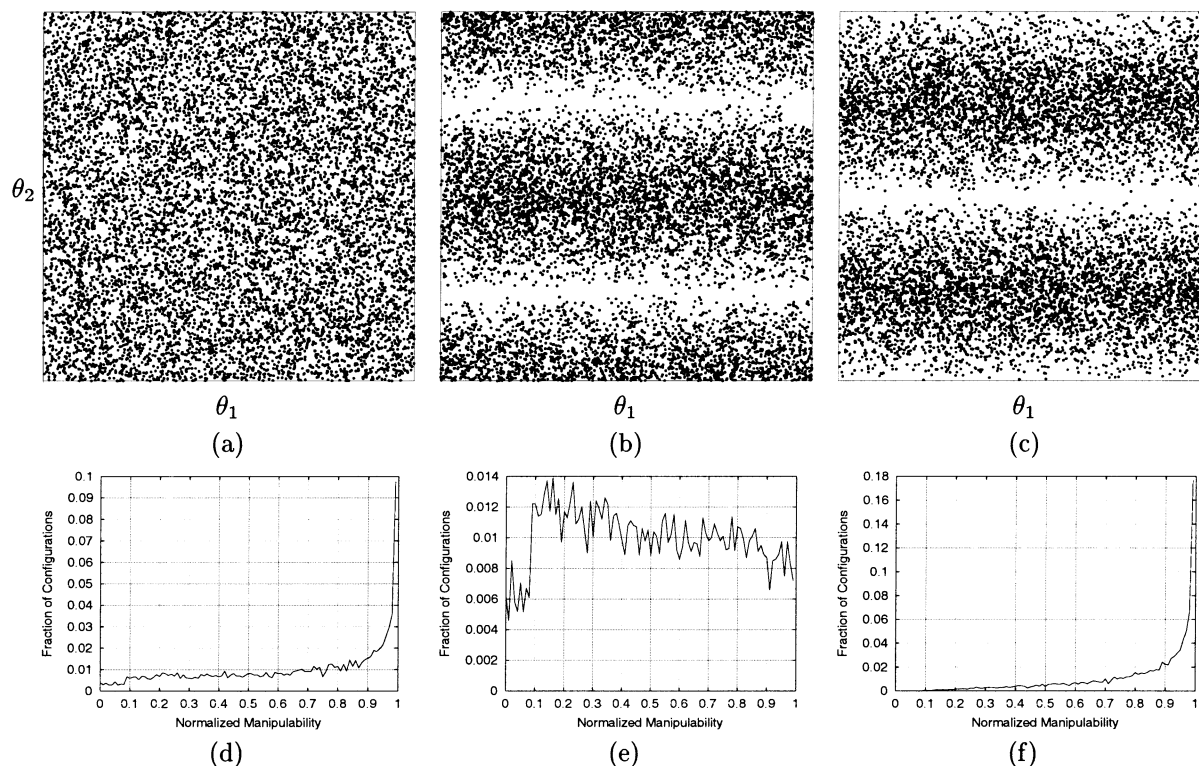 θ2
θ1 θ1 θ1
(a) (b) (c)
0.1
0.09
0.08
0.07
0.06
0.05
0.04
0.03
0.02
0.01
0
Fraction of Configurations
0 0.1 0.2 0.3 0.4 0.5 0.6 0.7 0.8 0.9 1
Normalized Manipulability
(d)
0.014
0.012
0.01
0.008
0.006
0.004
0.002
0
Fraction of Configurations
0 0.1 0.2 0.3 0.4 0.5 0.6 0.7 0.8 0.9 1
Normalized Manipulability
(e)
0.18
0.16
0.14
0.12
0.1
0.08
0.06
0.04
0.02
0
Fraction of Configurations
0 0.1 0.2 0.3 0.4 0.5 0.6 0.7 0.8 0.9 1
Normalized Manipulability
(f)